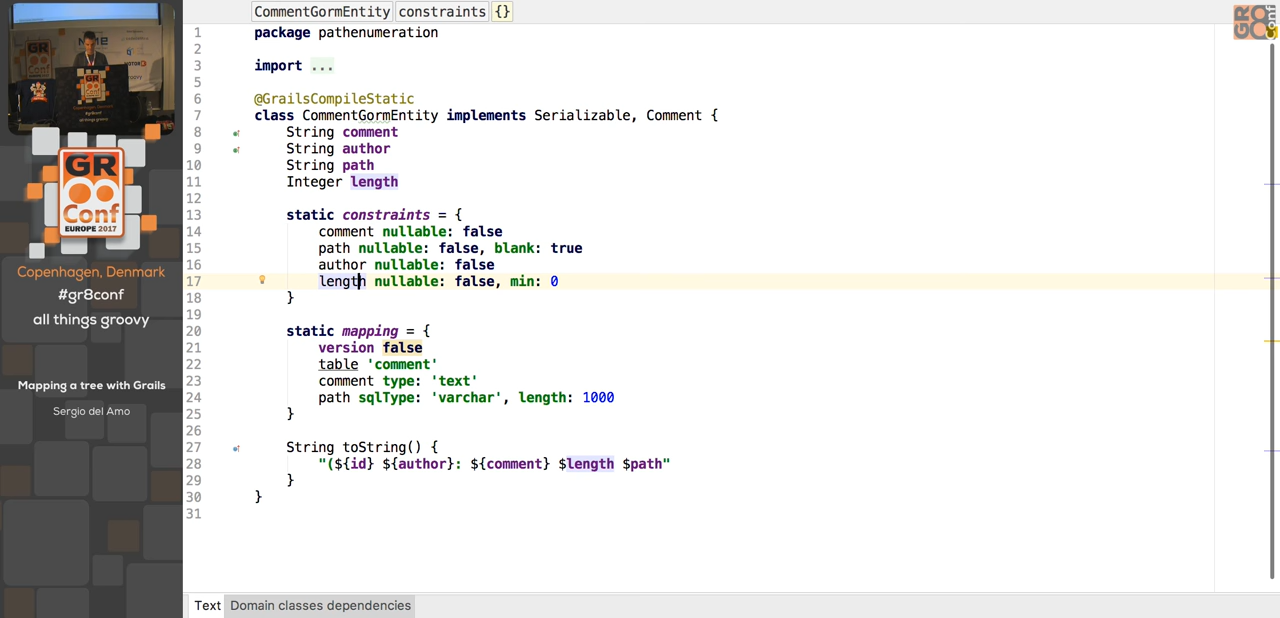 GR
Conf
EUROPE 2017
Copenhagen, Denmark
#gr8conf
all things groovy
Mapping a tree with Grails
Sergio del Amo
CommentGormEntity constraints {}
GR8Conf
1 package pathenumeration
2
3 import ...
5
6 @GrailsCompileStatic
7 class CommentGormEntity implements Serializable, Comment {
8 String comment
9 String author
10 String path
11 Integer length
12
13 static constraints = {
14 comment nullable: false
15 path nullable: false, blank: true
16 author nullable: false
17 length nullable: false, min: 0
18 }
19
20 static mapping = {
21 version false
22 table 'comment'
23 comment type: 'text'
24 path sqlType: 'varchar', length: 1000
25 }
26
27 String toString() {
28 "(${id} ${author}: ${comment} $length $path"
29 }
30 }
31
Text Domain classes dependencies